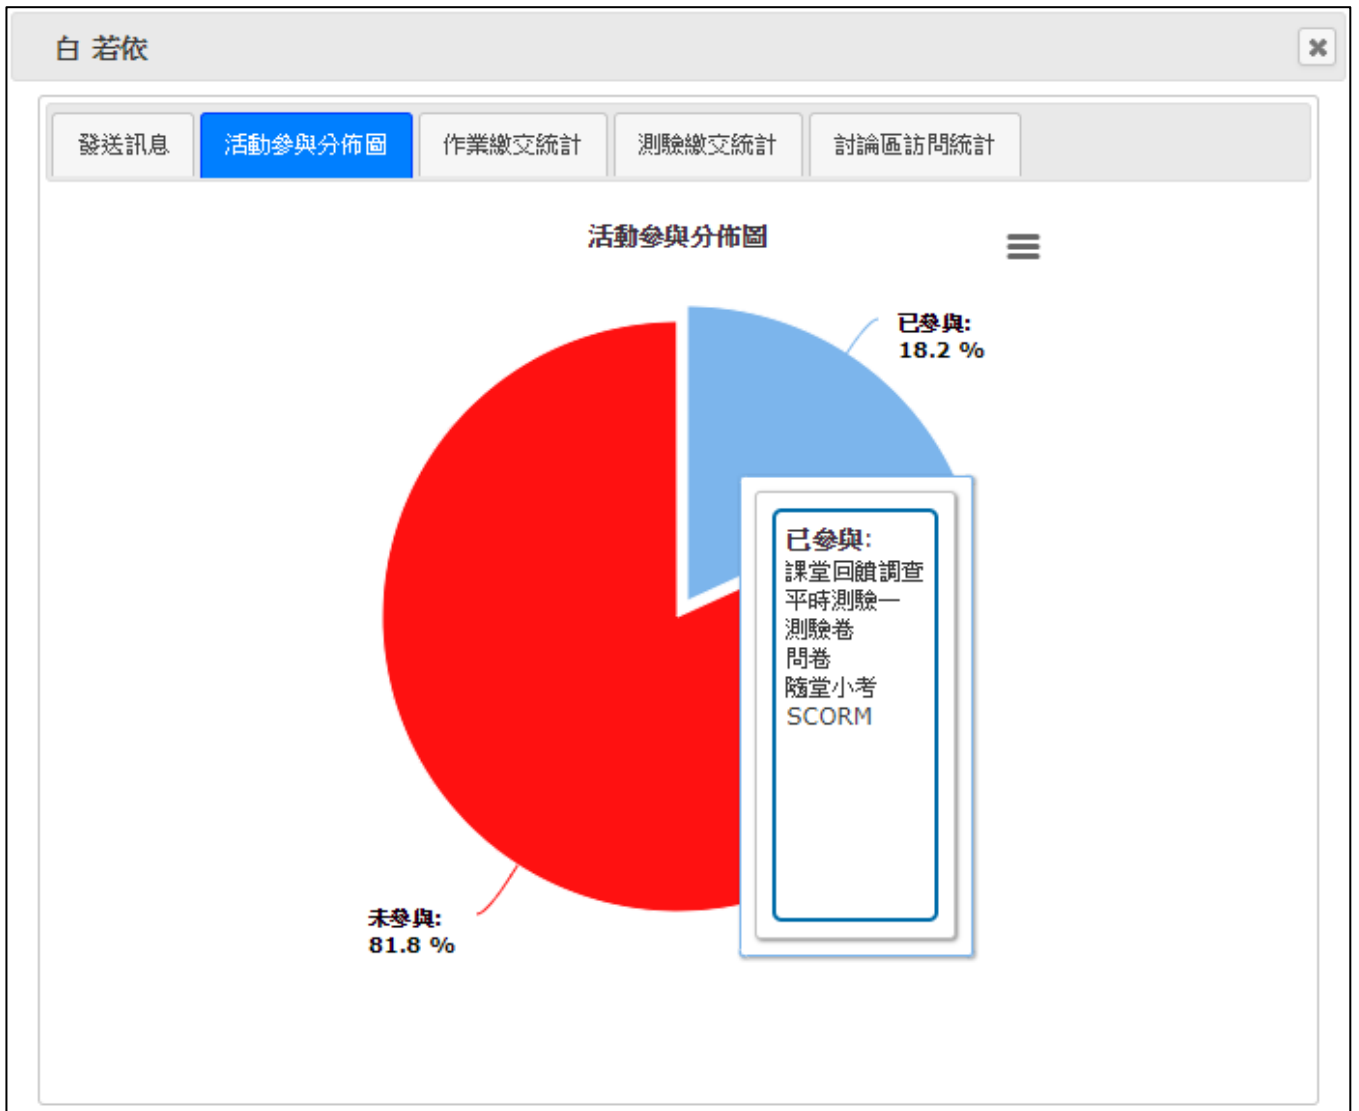 白 若依
發送訊息
活動參與分佈圖
作業繳交統計
測驗繳交統計
討論區訪問統計
活動參與分佈圖
已參與:
18.2 %
已參與:
課堂回饋調查
平時測驗一
測驗卷
問卷
隨堂小考
SCORM
未參與:
81.8 %